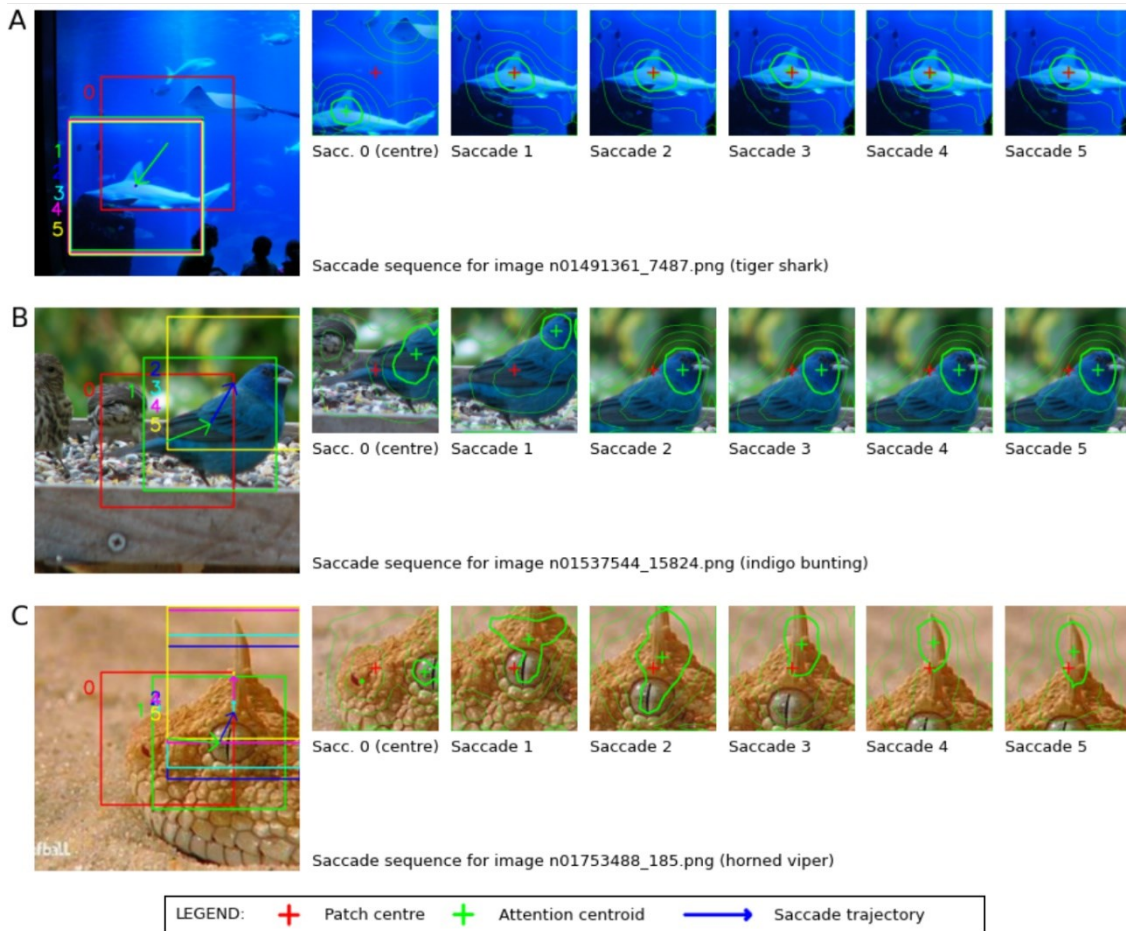 A
0
1
3
4
5
Sacc. 0 (centre) Saccade 1 Saccade 2 Saccade 3 Saccade 4 Saccade 5
Saccade sequence for image n01491361_7487.png (tiger shark)
B
0
1
2
3
4
5
Sacc. 0 (centre) Saccade 1 Saccade 2 Saccade 3 Saccade 4 Saccade 5
Saccade sequence for image n01537544_15824.png (indigo bunting)
C
0
1
5
Sacc. 0 (centre) Saccade 1 Saccade 2 Saccade 3 Saccade 4 Saccade 5
Saccade sequence for image n01753488_185.png (horned viper)
LEGEND: Patch centre Attention centroid Saccade trajectory